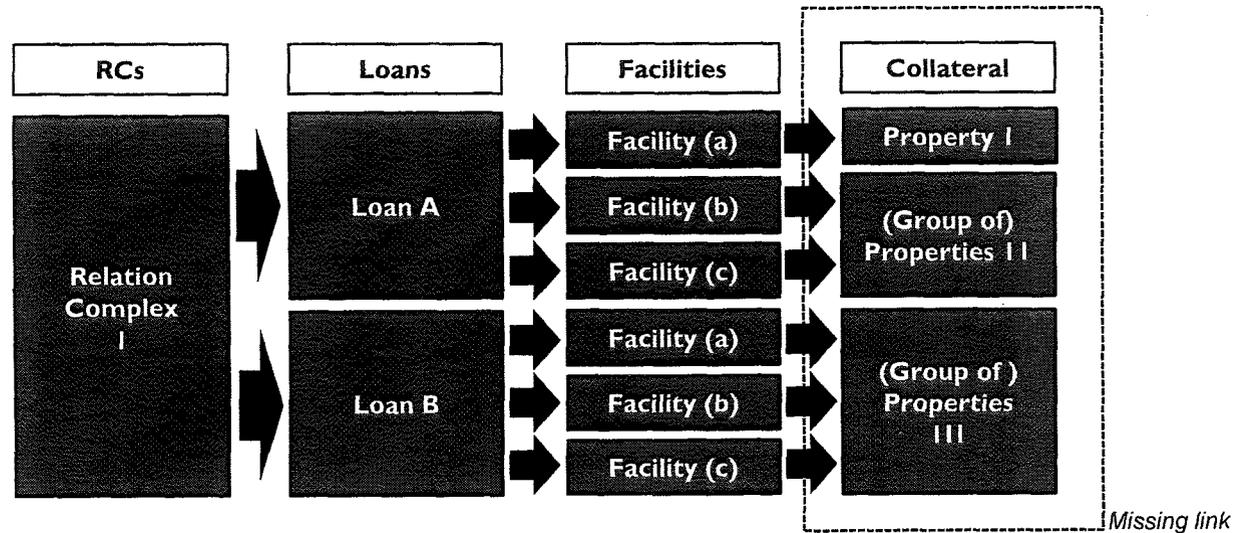 RCs
Loans
Facilities
Collateral
Relation
Complex
I
Loan A
Loan B
Facility (a)
Facility (b)
Facility (c)
Facility (a)
Facility (b)
Facility (c)
Property I
(Group of)
Properties II
(Group of )
Properties
III
Missing link